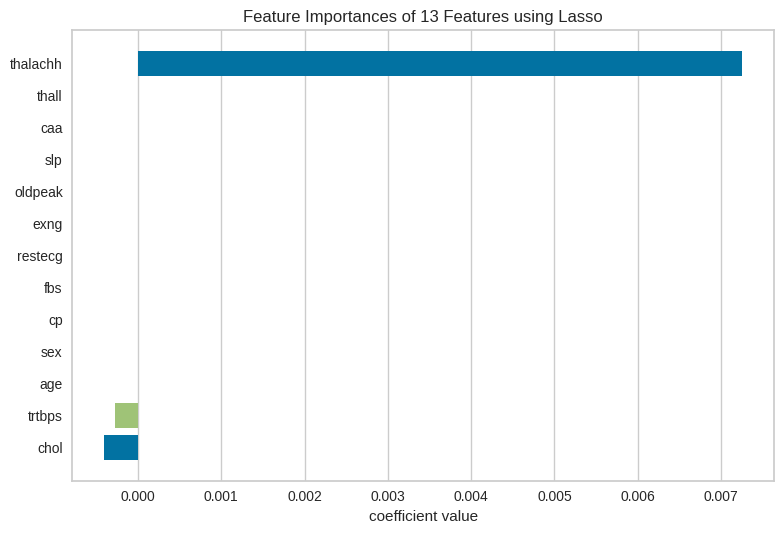 Feature Importances of 13 Features using Lasso
thalachh
thall
caa
slp
oldpeak
exng
restecg
fbs
cp
sex
age
trtbps
chol
0.000 0.001 0.002 0.003 0.004 0.005 0.006 0.007
coefficient value